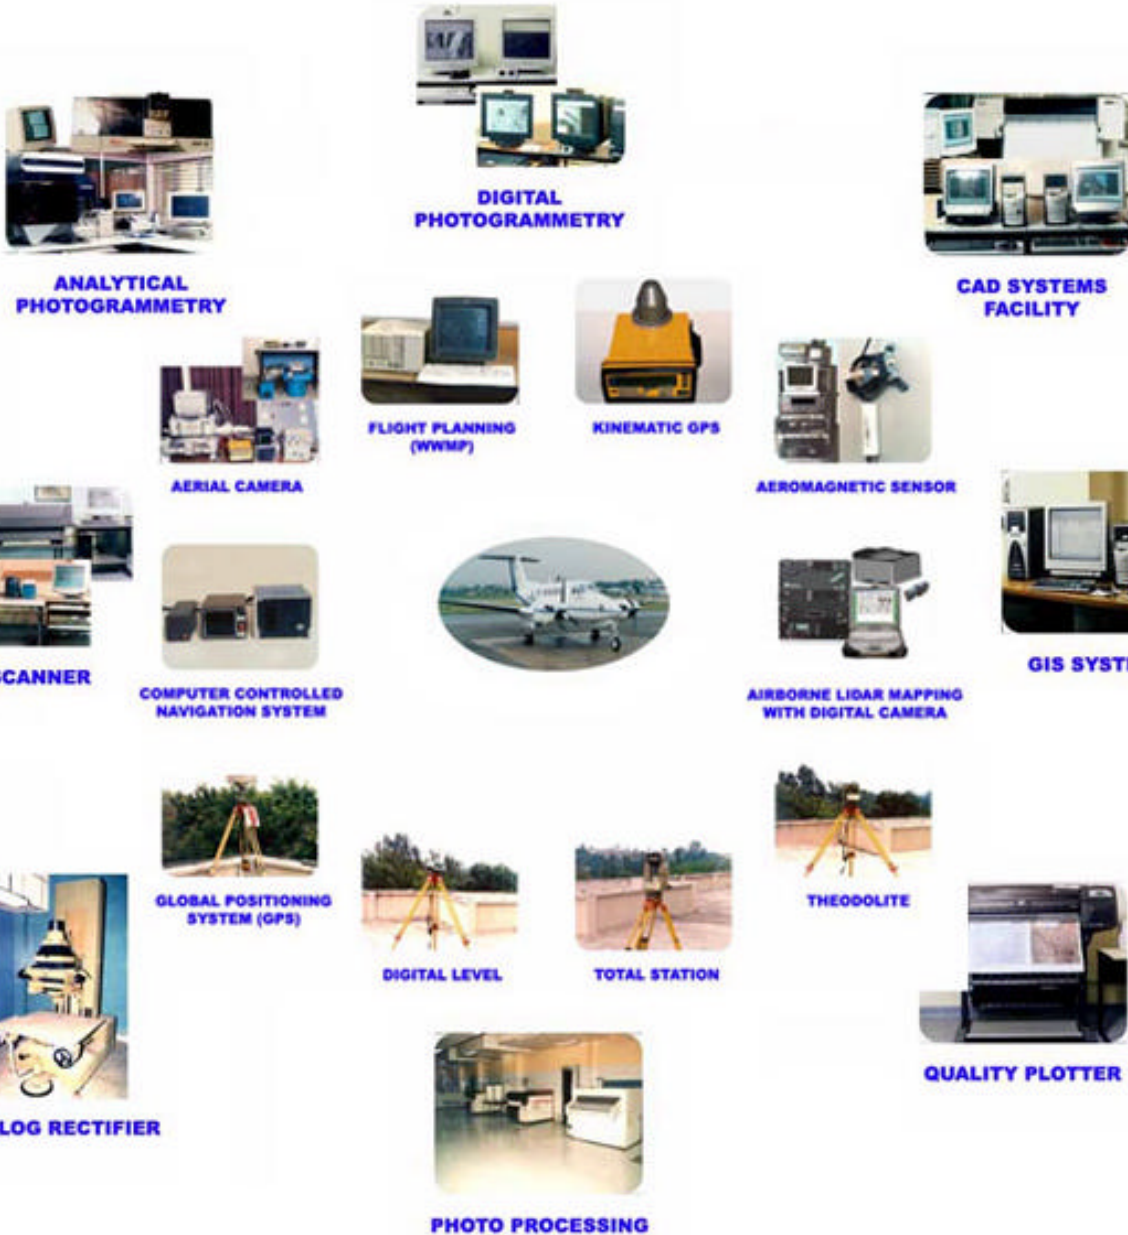 DIGITAL
PHOTOGRAMMETRY
ANALYTICAL
PHOTOGRAMMETRY
CAD SYSTEMS
FACILITY
FLIGHT PLANNING
(WWMP)
KINEMATIC GPS
AERIAL CAMERA
AEROMAGNETIC SENSOR
SCANNER
GIS SYSTE
COMPUTER CONTROLLED
NAVIGATION SYSTEM
AIRBORNE LIDAR MAPPING
WITH DIGITAL CAMERA
GLOBAL POSITIONING
SYSTEM (GPS)
THEODOLITE
DIGITAL LEVEL
TOTAL STATION
QUALITY PLOTTER
LOG RECTIFIER
PHOTO PROCESSING